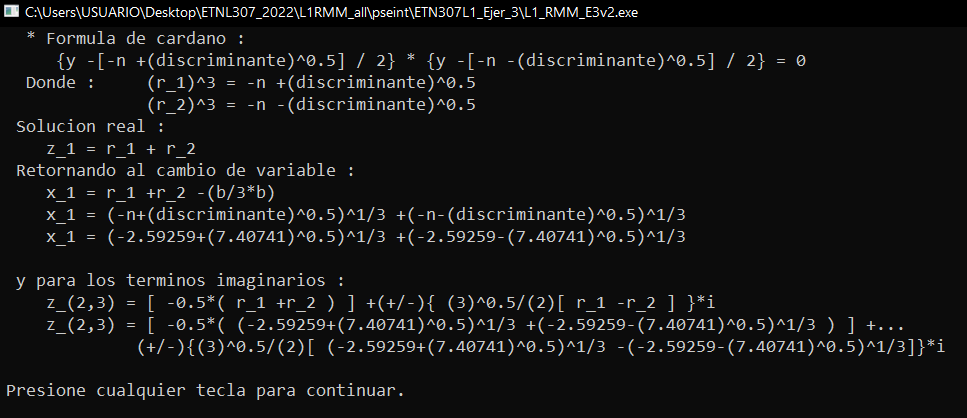 C:\Users\USUARIO\Desktop\ETNL307_2022\L1RMM_all\pseint\ETN307L1_Ejer_3\L1_RMM_E3v2.exe
* Formula de cardano :
{y -[-n +(discriminante)^0.5] / 2} * {y -[-n -(discriminante)^0.5] / 2} = 0
Donde :     (r_1)^3 = -n +(discriminante)^0.5
(r_2)^3 = -n -(discriminante)^0.5
Solucion real :
z_1 = r_1 + r_2
Retornando al cambio de variable :
x_1 = r_1 +r_2 -(b/3*b)
x_1 = (-n+(discriminante)^0.5)^1/3 +(-n-(discriminante)^0.5)^1/3
x_1 = (-2.59259+(7.40741)^0.5)^1/3 +(-2.59259-(7.40741)^0.5)^1/3
y para los terminos imaginarios :
z_(2,3) = [ -0.5*( r_1 +r_2 ) ] +(+/-){ (3)^0.5/(2)[ r_1 -r_2 ] }*i
z_(2,3) = [ -0.5*( (-2.59259+(7.40741)^0.5)^1/3 +(-2.59259-(7.40741)^0.5)^1/3 ) ] +...
(+/-){(3)^0.5/(2)[ (-2.59259+(7.40741)^0.5)^1/3 -(-2.59259-(7.40741)^0.5)^1/3]}*i
Presione cualquier tecla para continuar.